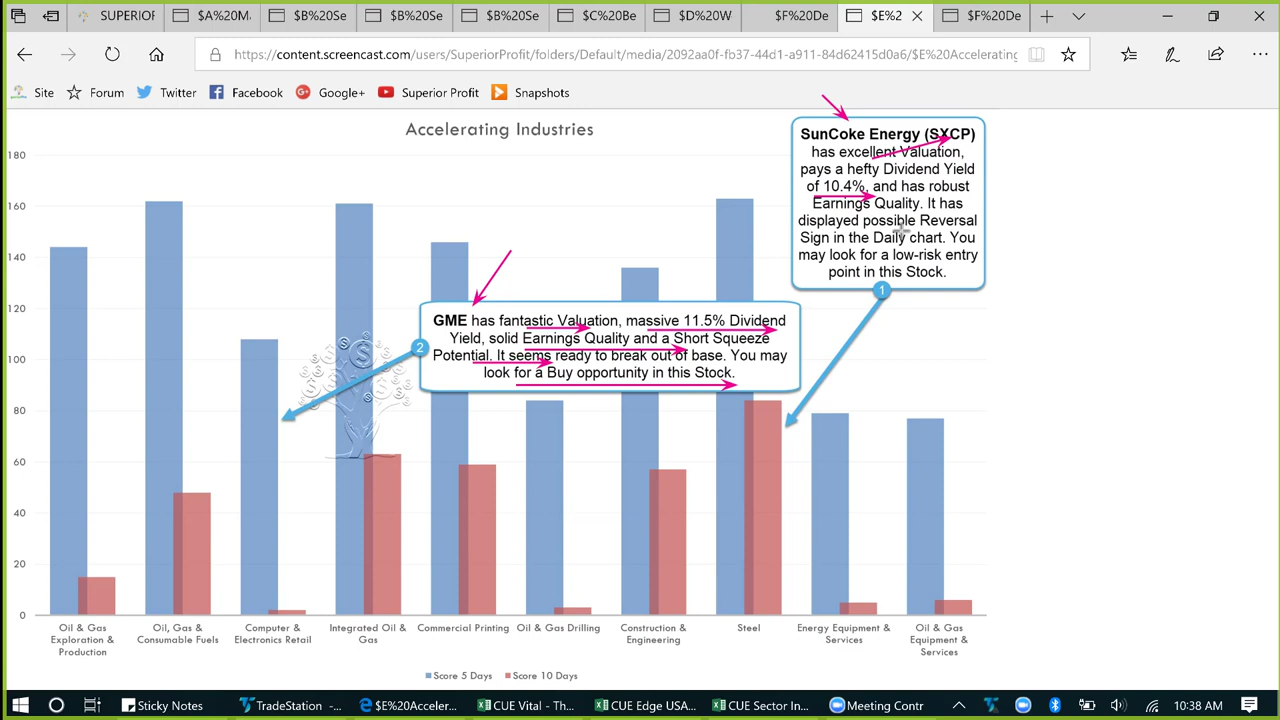 SUPERIOF
$A%20M
$B%20Se
$B%20Se
$B%20Se
$C%20Be
$D%20W
$F%20De
$E%2
$F%20De
https://content.screencast.com/users/SuperiorProfit/folders/Default/media/2092aa0f-fb37-44d1-a911-84d62415d0a6/$E%20Accelerating
Site
Forum
Twitter
Facebook
Google+
Superior Profit
Snapshots
Accelerating Industries
180
160
140
120
100
80
60
40
20
0
SunCoke Energy (SXCP)
has excellent Valuation,
pays a hefty Dividend Yield
of 10.4%, and has robust
Earnings Quality. It has
displayed possible Reversal
Sign in the Daily chart. You
may look for a low-risk entry
point in this Stock.
1
GME has fantastic Valuation, massive 11.5% Dividend
Yield, solid Earnings Quality and a Short Squeeze
Potential. It seems ready to break out of base. You may
look for a Buy opportunity in this Stock.
2
Oil & Gas
Exploration &
Production
Oil, Gas &
Consumable Fuels
Computer &
Electronics Retail
Integrated Oil &
Gas
Commercial Printing
Oil & Gas Drilling
Construction &
Engineering
Steel
Energy Equipment &
Services
Oil & Gas
Equipment &
Services
Score 5 Days
Score 10 Days
Sticky Notes
TradeStation -...
$E%20Acceler...
CUE Vital - Th...
CUE Edge USA...
CUE Sector In...
Meeting Contr
10:38 AM